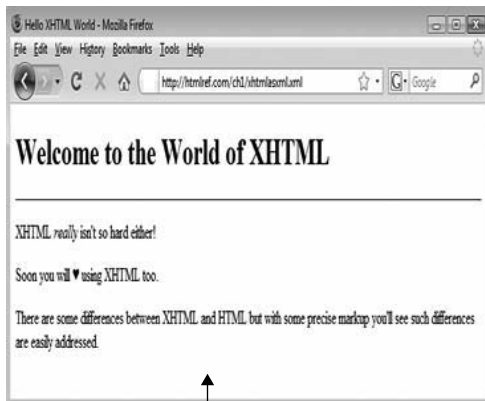 Hello XHTML World - Mozilla Firefox
File Edit View History Bookmarks Tools Help
http://htmlref.com/ch1/xhtmlasxml.xml G Google
Welcome to the World of XHTML
XHTML really isn't so hard either!
Soon you will ♥ using XHTML too.
There are some differences between XHTML and HTML but with some precise markup you'll see such differences
are easily addressed.